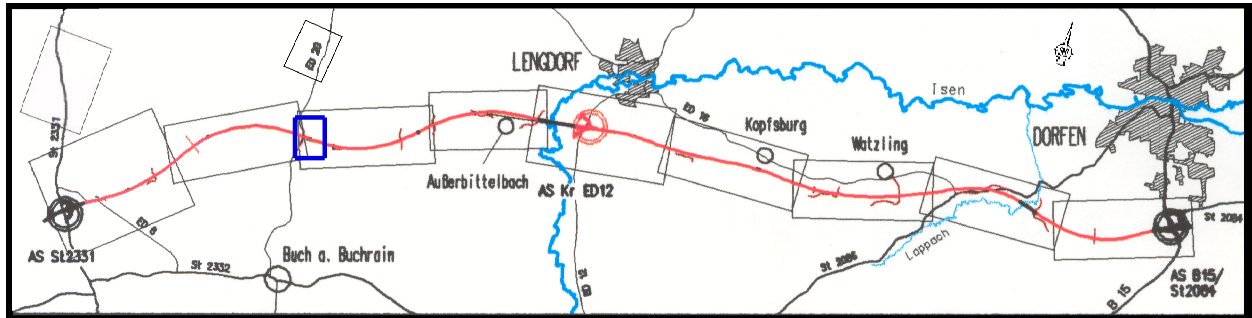 ED 20
LENGDORF
St 2331
Isen
ED 16
Kopfsburg
Watzling
DORFEN
Außerbittelbach
AS Kr ED12
ED 6
St 2084
Lappach
AS St2331
Buch a. Buchrain
St 2332
St 2086
ED 12
AS B15/
St2084
B 15